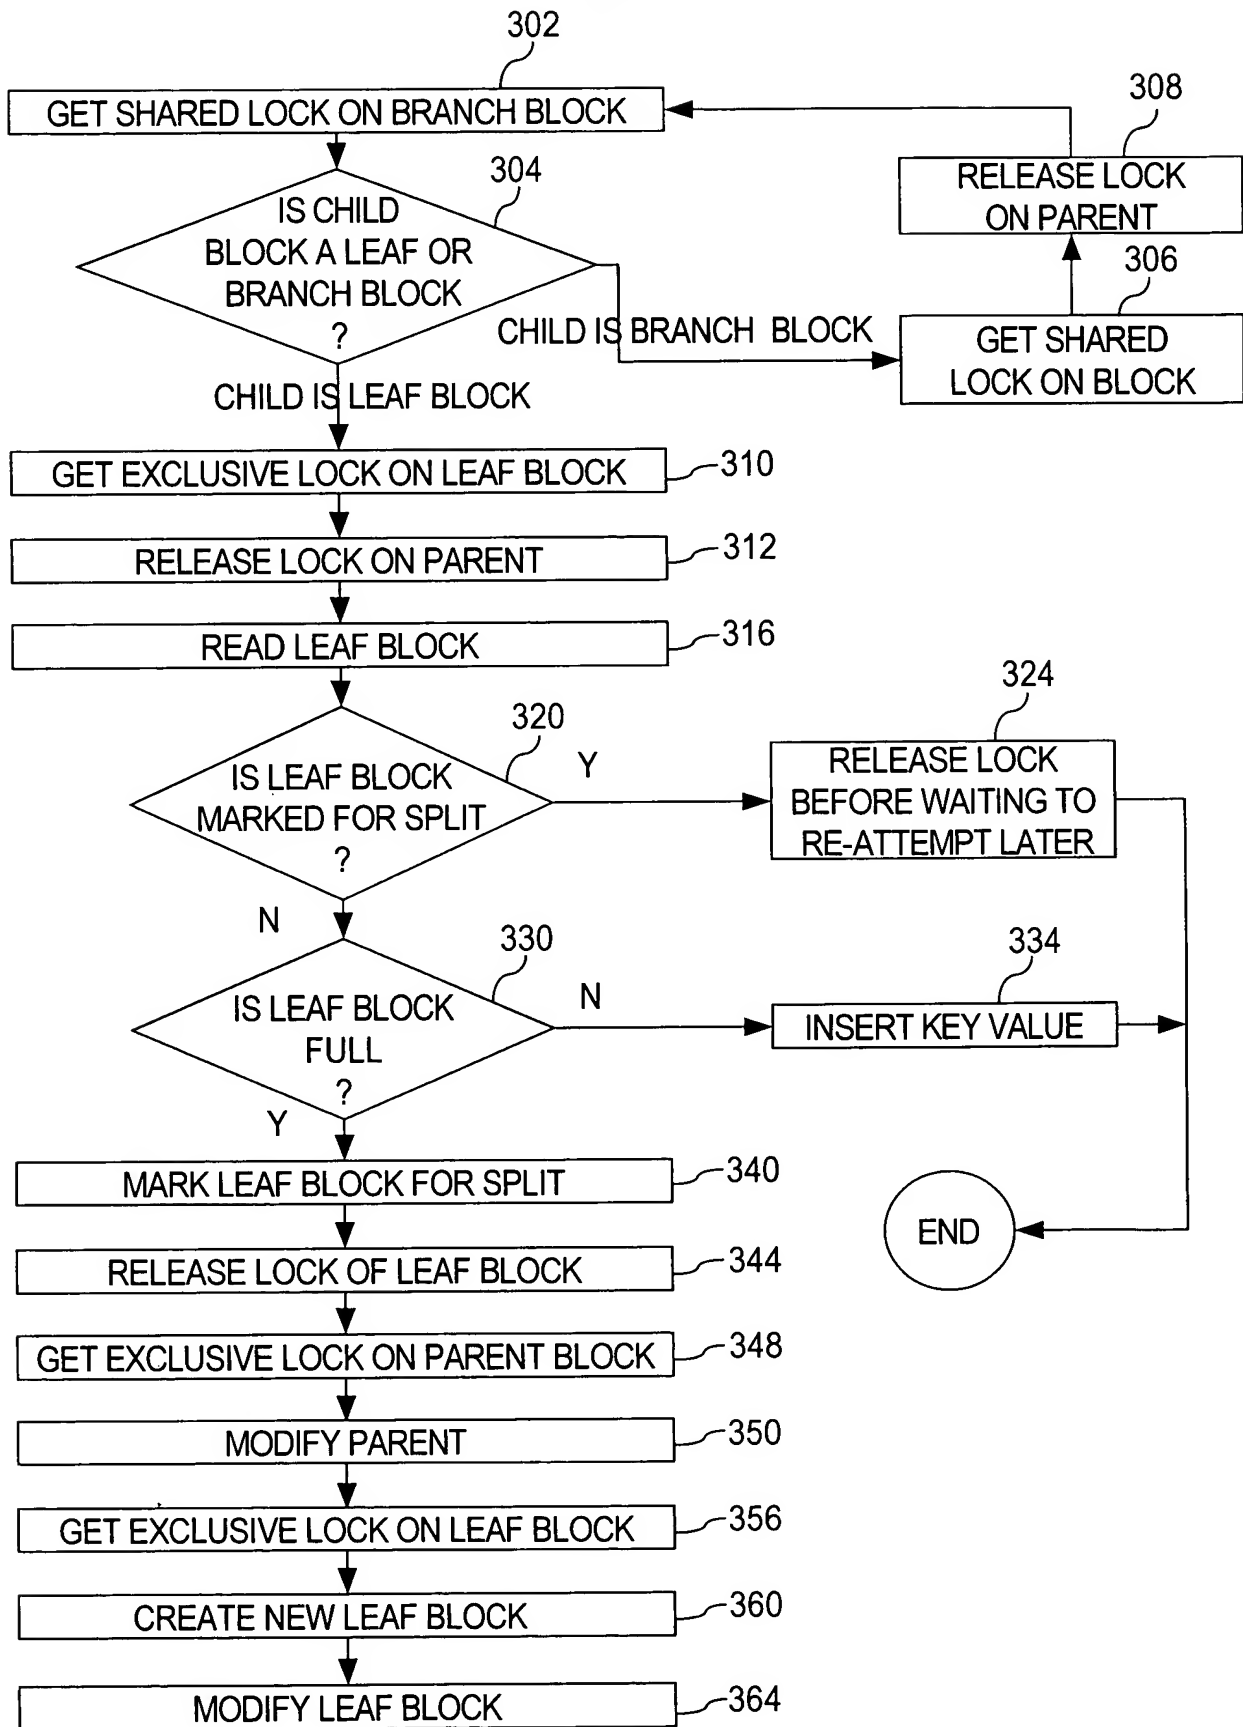 302
GET SHARED LOCK ON BRANCH BLOCK
308
RELEASE LOCK
ON PARENT
304
IS CHILD
BLOCK A LEAF OR
BRANCH BLOCK
?
306
CHILD IS BRANCH BLOCK
GET SHARED
LOCK ON BLOCK
CHILD IS LEAF BLOCK
GET EXCLUSIVE LOCK ON LEAF BLOCK
310
RELEASE LOCK ON PARENT
312
READ LEAF BLOCK
316
320
IS LEAF BLOCK
MARKED FOR SPLIT
?
Y
324
RELEASE LOCK
BEFORE WAITING TO
RE-ATTEMPT LATER
N
330
IS LEAF BLOCK
FULL
?
N
334
INSERT KEY VALUE
Y
MARK LEAF BLOCK FOR SPLIT
340
END
RELEASE LOCK OF LEAF BLOCK
344
GET EXCLUSIVE LOCK ON PARENT BLOCK
348
MODIFY PARENT
350
GET EXCLUSIVE LOCK ON LEAF BLOCK
356
CREATE NEW LEAF BLOCK
360
MODIFY LEAF BLOCK
364